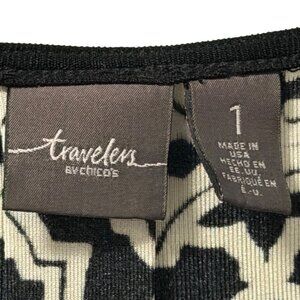 travelers
BY CHICO'S
1
MADE IN
USA
HECHO EN
EE.UU.
FABRIQUÉ EN
É.-U.